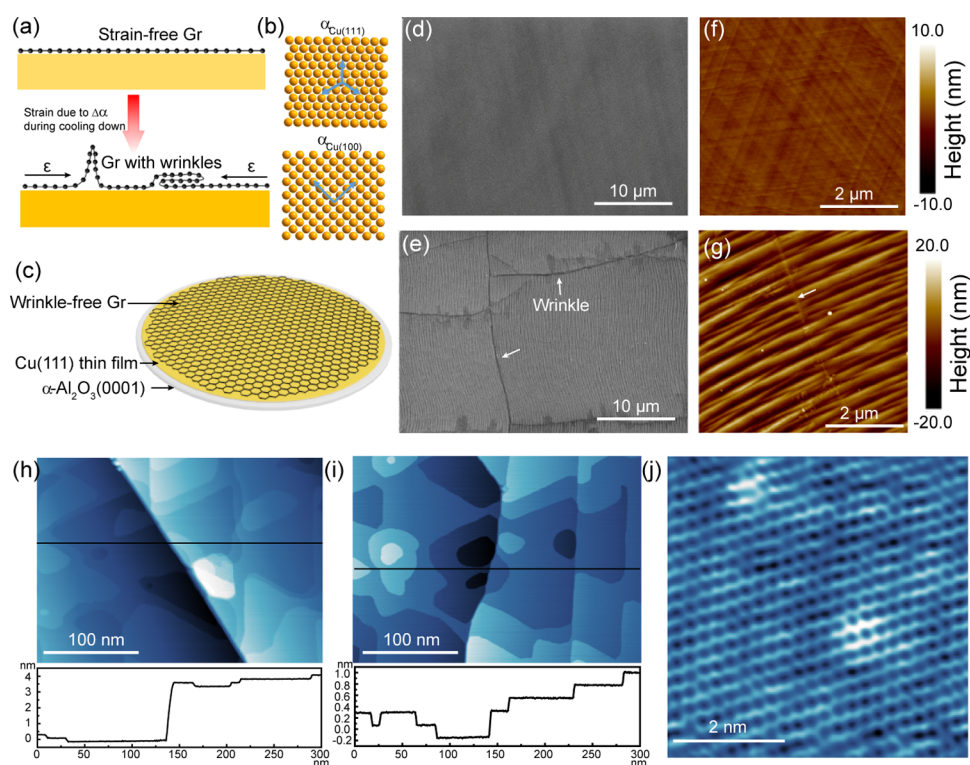 (a)
Strain-free Gr
Strain due to Δα
during cooling down
Gr with wrinkles
ε
ε
(b)
αCu(111)
αCu(100)
(c)
Wrinkle-free Gr
Cu(111) thin film
α-Al2O3(0001)
(d)
10 μm
(e)
Wrinkle
10 μm
(f)
2 μm
10.0
Height (nm)
-10.0
(g)
2 μm
20.0
Height (nm)
-20.0
(h)
100 nm
nm
4
3
2
1
0
0
50
100
150
200
250
300
nm
(i)
100 nm
nm
1.0
0.8
0.6
0.4
0.2
0.0
-0.2
0
50
100
150
200
250
300
nm
(j)
2 nm